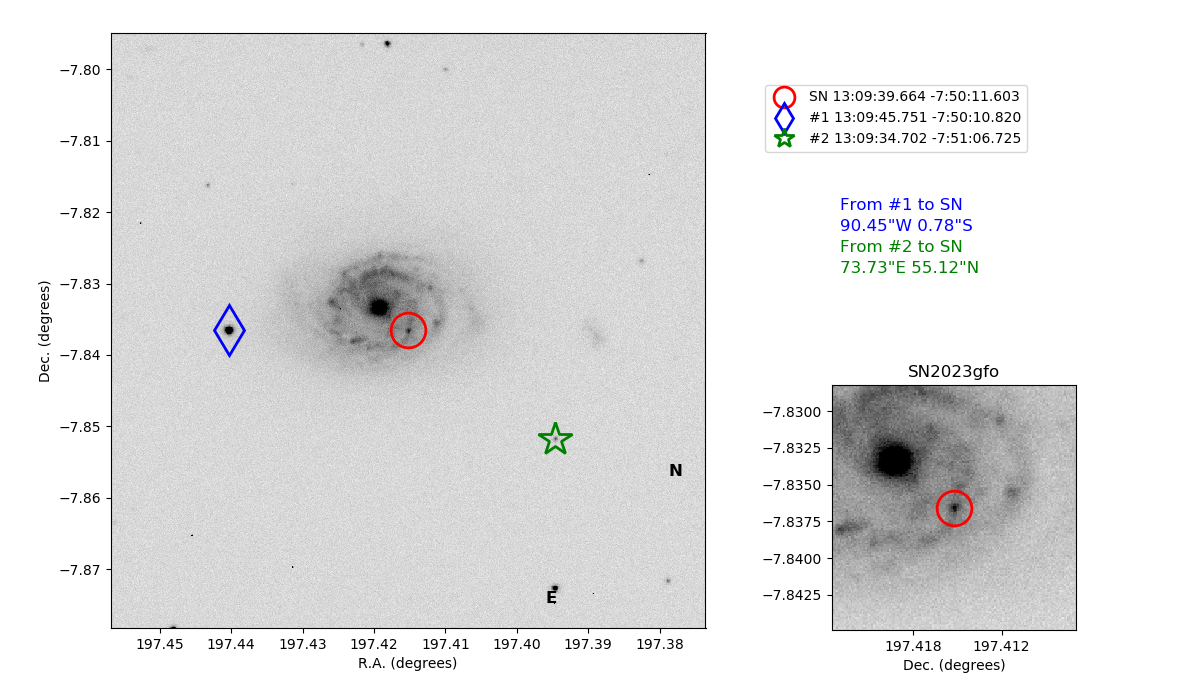 −7.80
−7.81
−7.82
−7.83
−7.84
−7.85
−7.86
−7.87
Dec. (degrees)
197.45
197.44
197.43
197.42
197.41
197.40
197.39
197.38
R.A. (degrees)
N
E
SN 13:09:39.664 -7:50:11.603
#1 13:09:45.751 -7:50:10.820
#2 13:09:34.702 -7:51:06.725
From #1 to SN
90.45"W 0.78"S
From #2 to SN
73.73"E 55.12"N
SN2023gfo
−7.8300
−7.8325
−7.8350
−7.8375
−7.8400
−7.8425
197.418
197.412
Dec. (degrees)